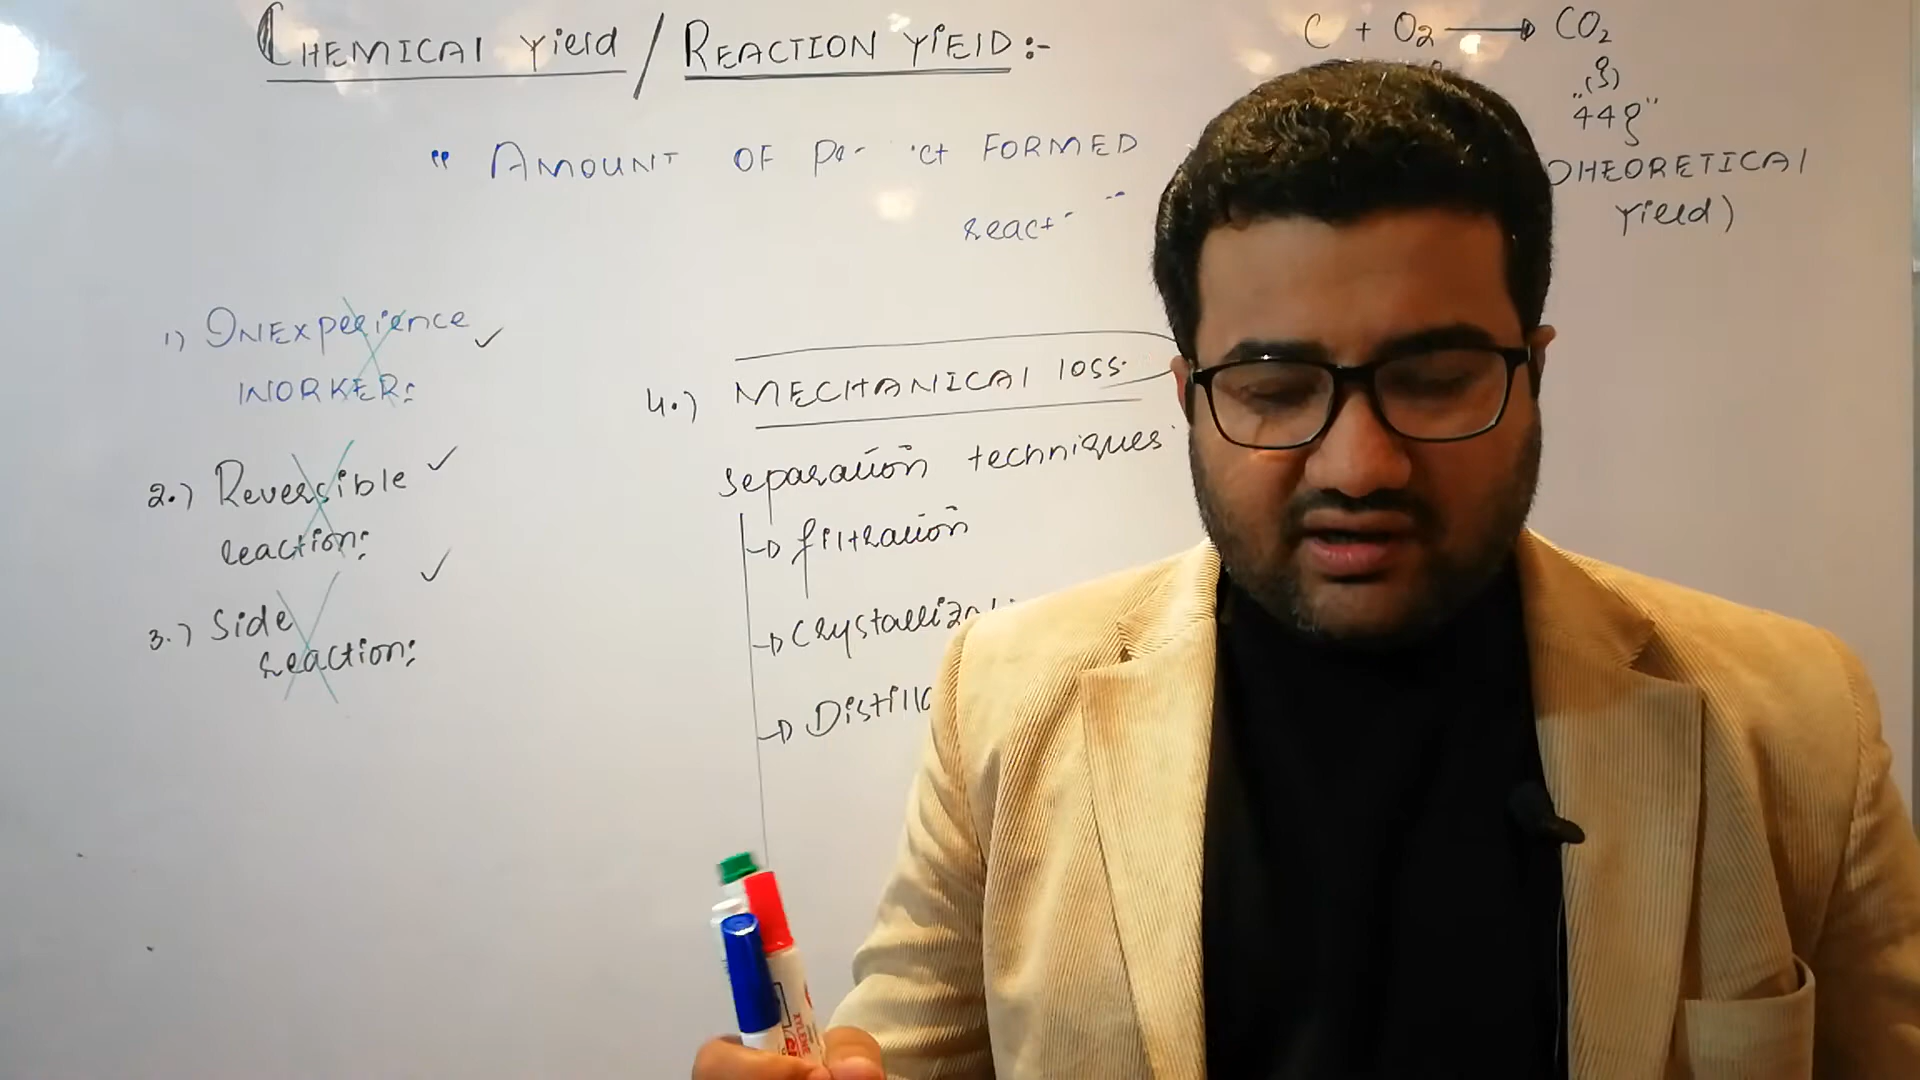 CHEMICAL YIELD / REACTION YIELD:-
" AMOUNT OF FORMED
C + O2 → CO2
(g)
"44g"
THEORETICAL
YIELD)
1) INEXPERIENCE ✓
WORKER:
2.) Reversible ✓
reaction:
3.) Side ✓
reaction:
4.) MECHANICAL LOSS.
separation techniques
→ filtration
→
→
XYLENE